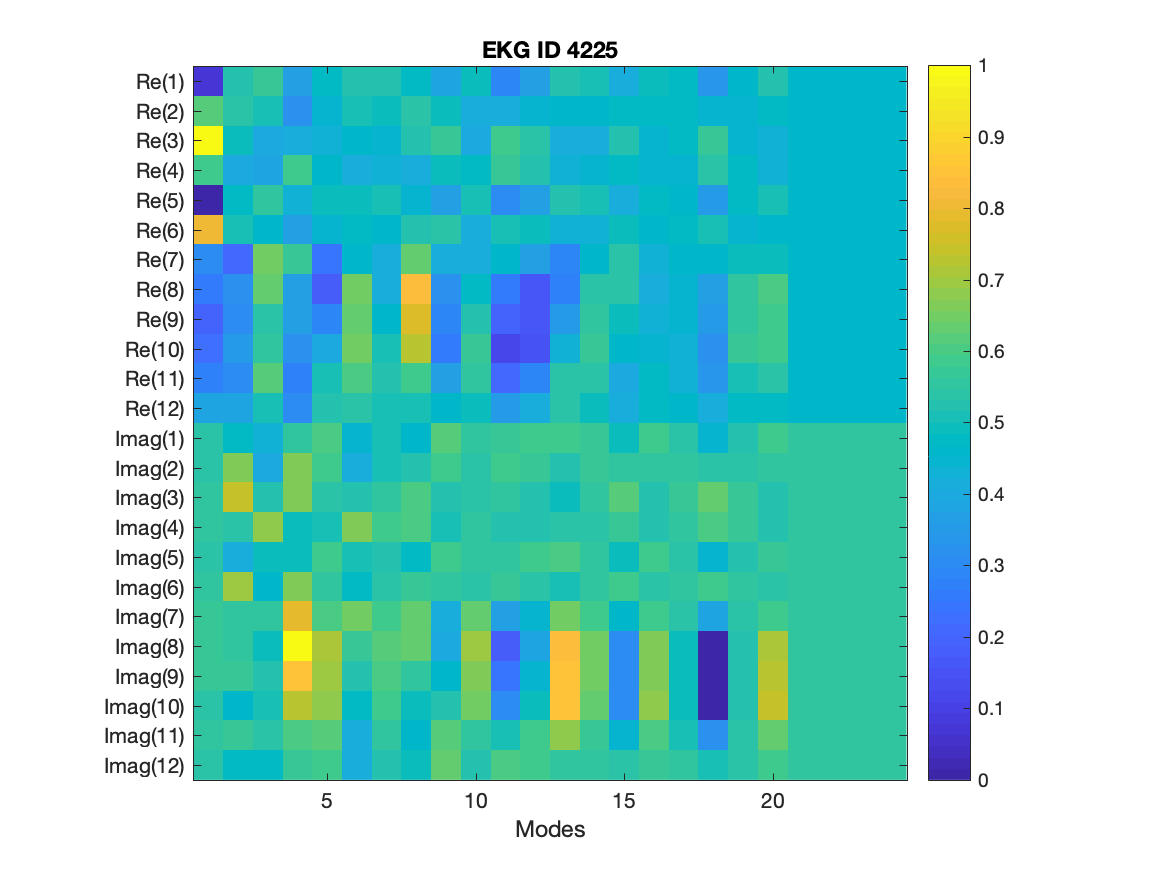 EKG ID 4225
Re(1)
Re(2)
Re(3)
Re(4)
Re(5)
Re(6)
Re(7)
Re(8)
Re(9)
Re(10)
Re(11)
Re(12)
Imag(1)
Imag(2)
Imag(3)
Imag(4)
Imag(5)
Imag(6)
Imag(7)
Imag(8)
Imag(9)
Imag(10)
Imag(11)
Imag(12)
5 10 15 20
Modes
1
0.9
0.8
0.7
0.6
0.5
0.4
0.3
0.2
0.1
0